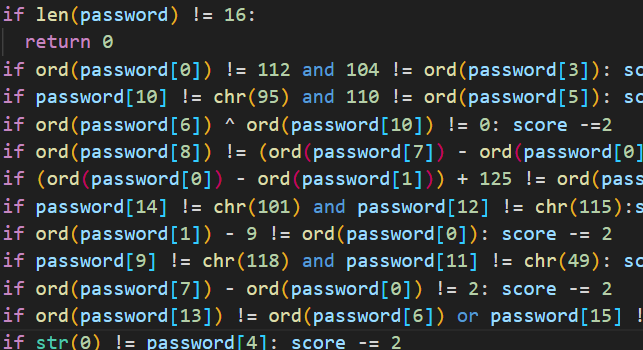 if len(password) != 16:
return 0
if ord(password[0]) != 112 and 104 != ord(password[3]): sc
if password[10] != chr(95) and 110 != ord(password[5]): sc
if ord(password[6]) ^ ord(password[10]) != 0: score -=2
if ord(password[8]) != (ord(password[7]) - ord(password[0]
if (ord(password[0]) - ord(password[1])) + 125 != ord(pass
if password[14] != chr(101) and password[12] != chr(115):s
if ord(password[1]) - 9 != ord(password[0]): score -= 2
if password[9] != chr(118) and password[11] != chr(49): sc
if ord(password[7]) - ord(password[0]) != 2: score -= 2
if ord(password[13]) != ord(password[6]) or password[15] !
if str(0) != password[4]: score -= 2